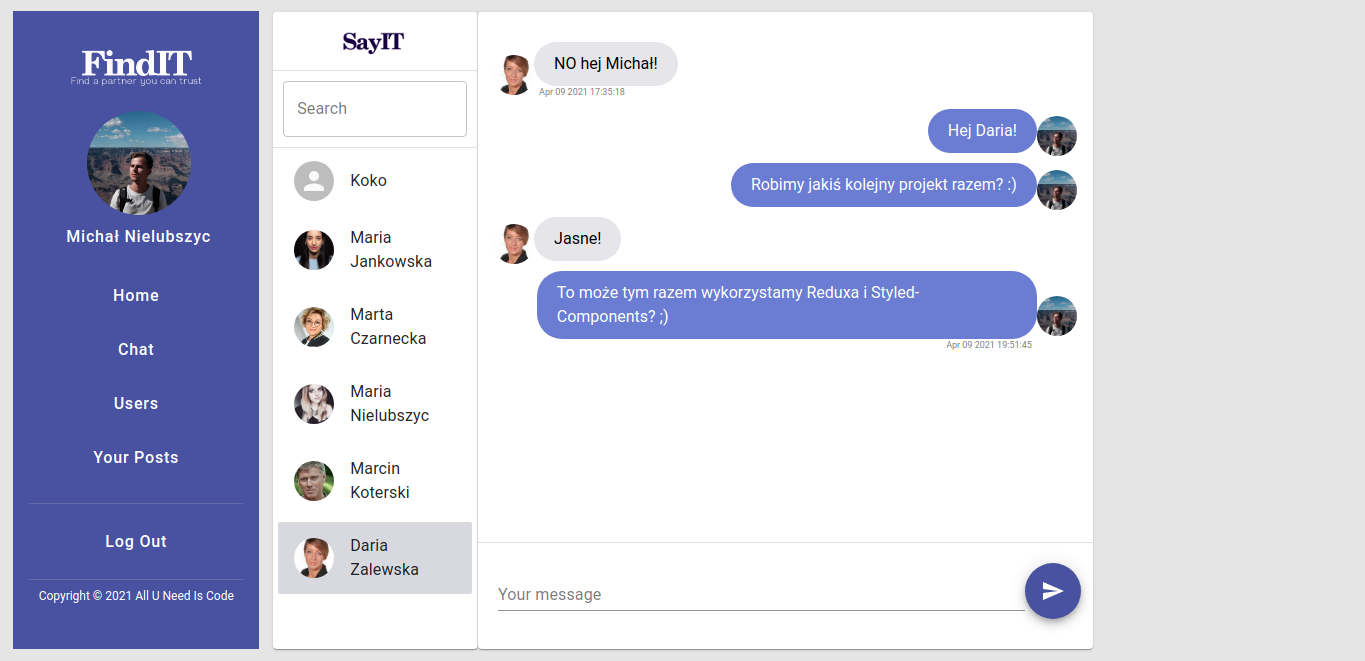 FindIT
Find a partner you can trust
Michał Nielubszyc
Home
Chat
Users
Your Posts
Log Out
Copyright © 2021 All U Need Is Code
SayIT
Search
Koko
Maria
Jankowska
Marta
Czarnecka
Maria
Nielubszyc
Marcin
Koterski
Daria
Zalewska
NO hej Michał!
Apr 09 2021 17:35:18
Hej Daria!
Robimy jakiś kolejny projekt razem? :)
Jasne!
To może tym razem wykorzystamy Reduxa i Styled-
Components? ;)
Apr 09 2021 19:51:45
Your message